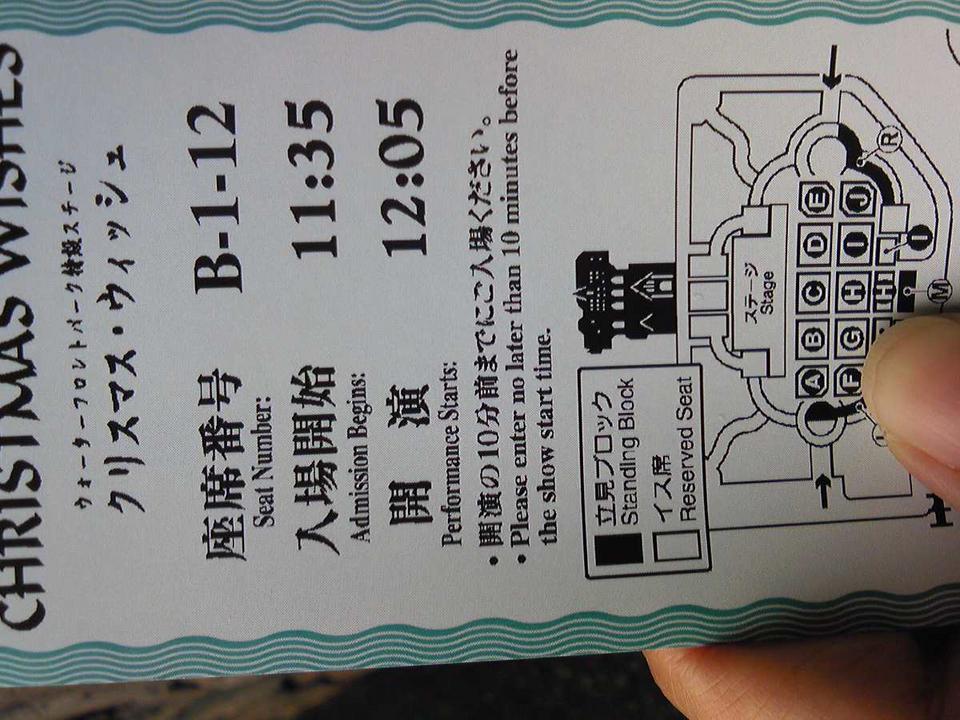 CHRISTMAS WISHES
ウォーターフロントパーク特設ステージ
クリスマス・ウィッシュ
座席番号 B-1-12
Seat Number:
入場開始 11:35
Admission Begins:
開 演 12:05
Performance Starts:
・開演の10分前までにご入場ください。
・Please enter no later than 10 minutes before
the show start time.
立見ブロック
Standing Block
イス席
Reserved Seat
ステージ
Stage
A B C D E
F G H I J
R
M